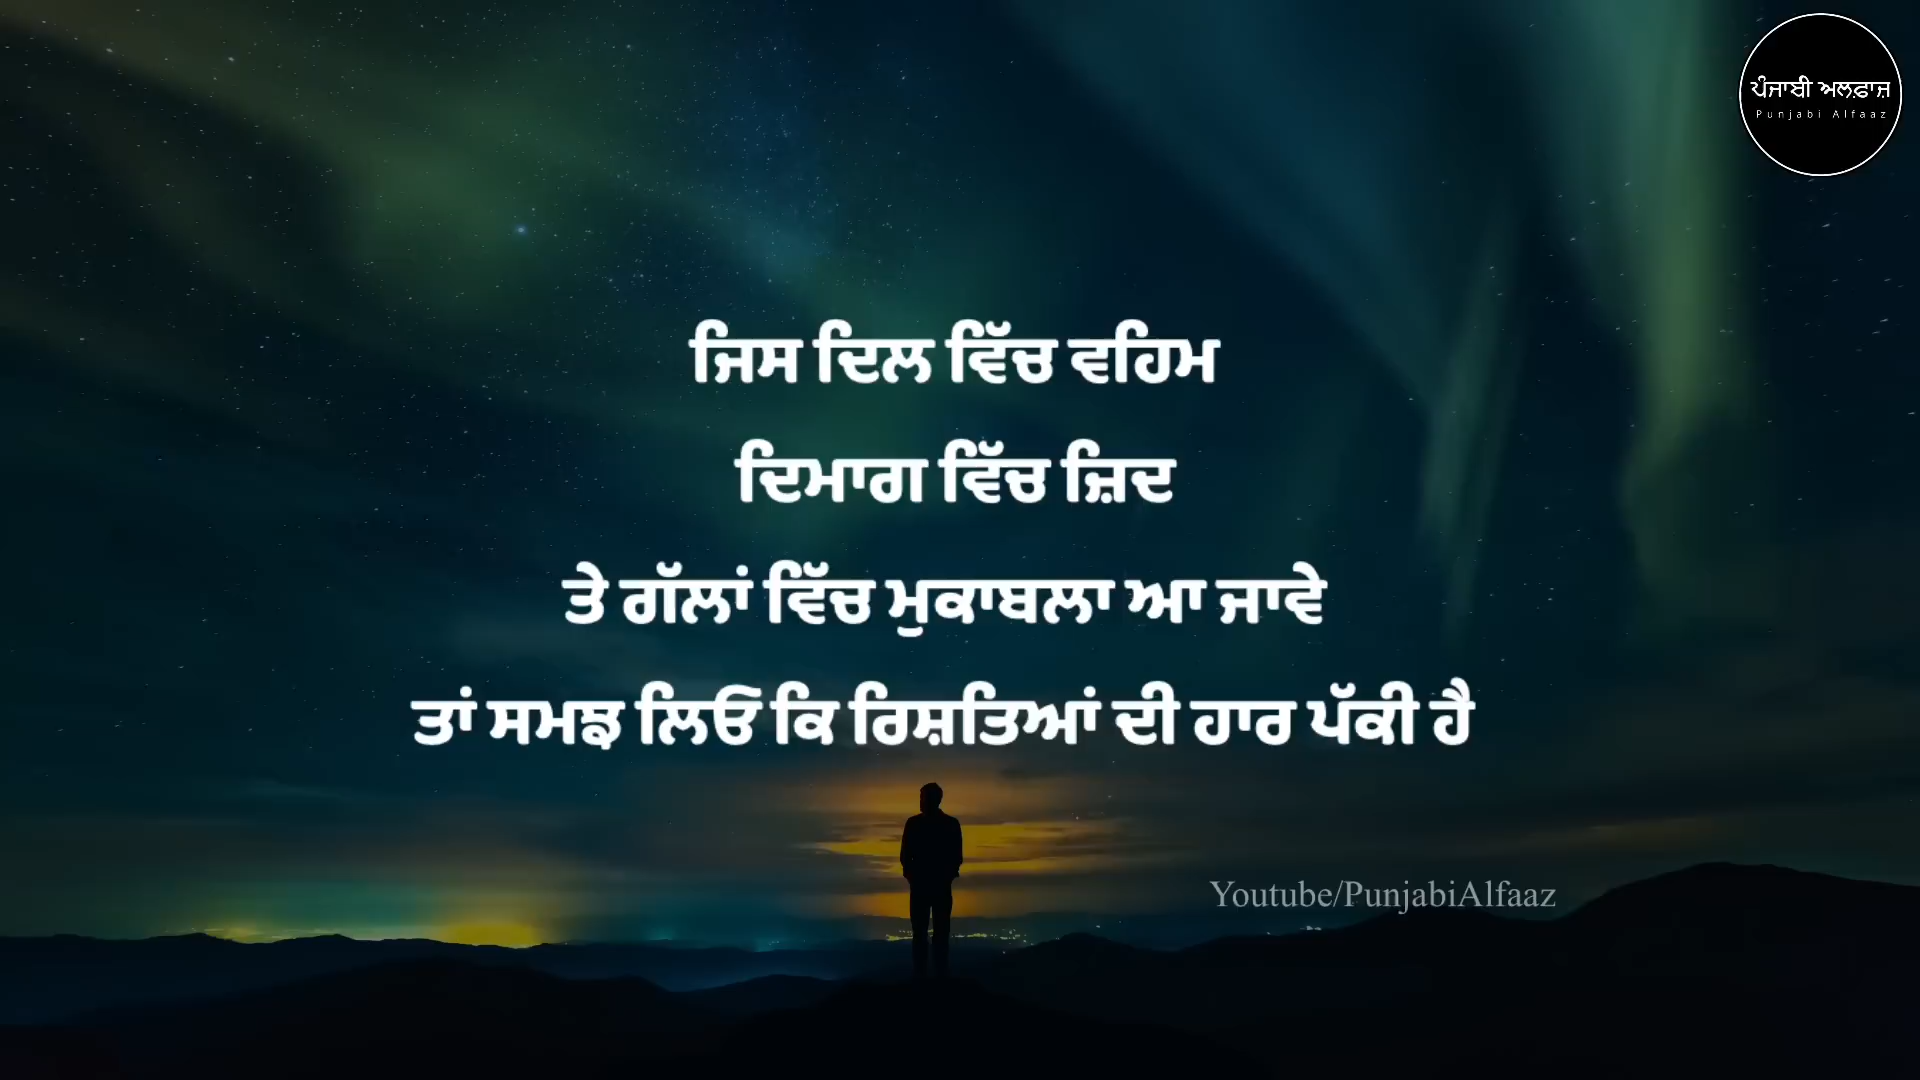 ਪੰਜਾਬੀ ਅਲਫ਼ਾਜ਼
Punjabi Alfaaz
ਜਿਸ ਦਿਲ ਵਿੱਚ ਵਹਿਮ
ਦਿਮਾਗ ਵਿੱਚ ਜ਼ਿਦ
ਤੇ ਗੱਲਾਂ ਵਿੱਚ ਮੁਕਾਬਲਾ ਆ ਜਾਵੇ
ਤਾਂ ਸਮਝ ਲਿਓ ਕਿ ਰਿਸ਼ਤਿਆਂ ਦੀ ਹਾਰ ਪੱਕੀ ਹੈ
Youtube/PunjabiAlfaaz